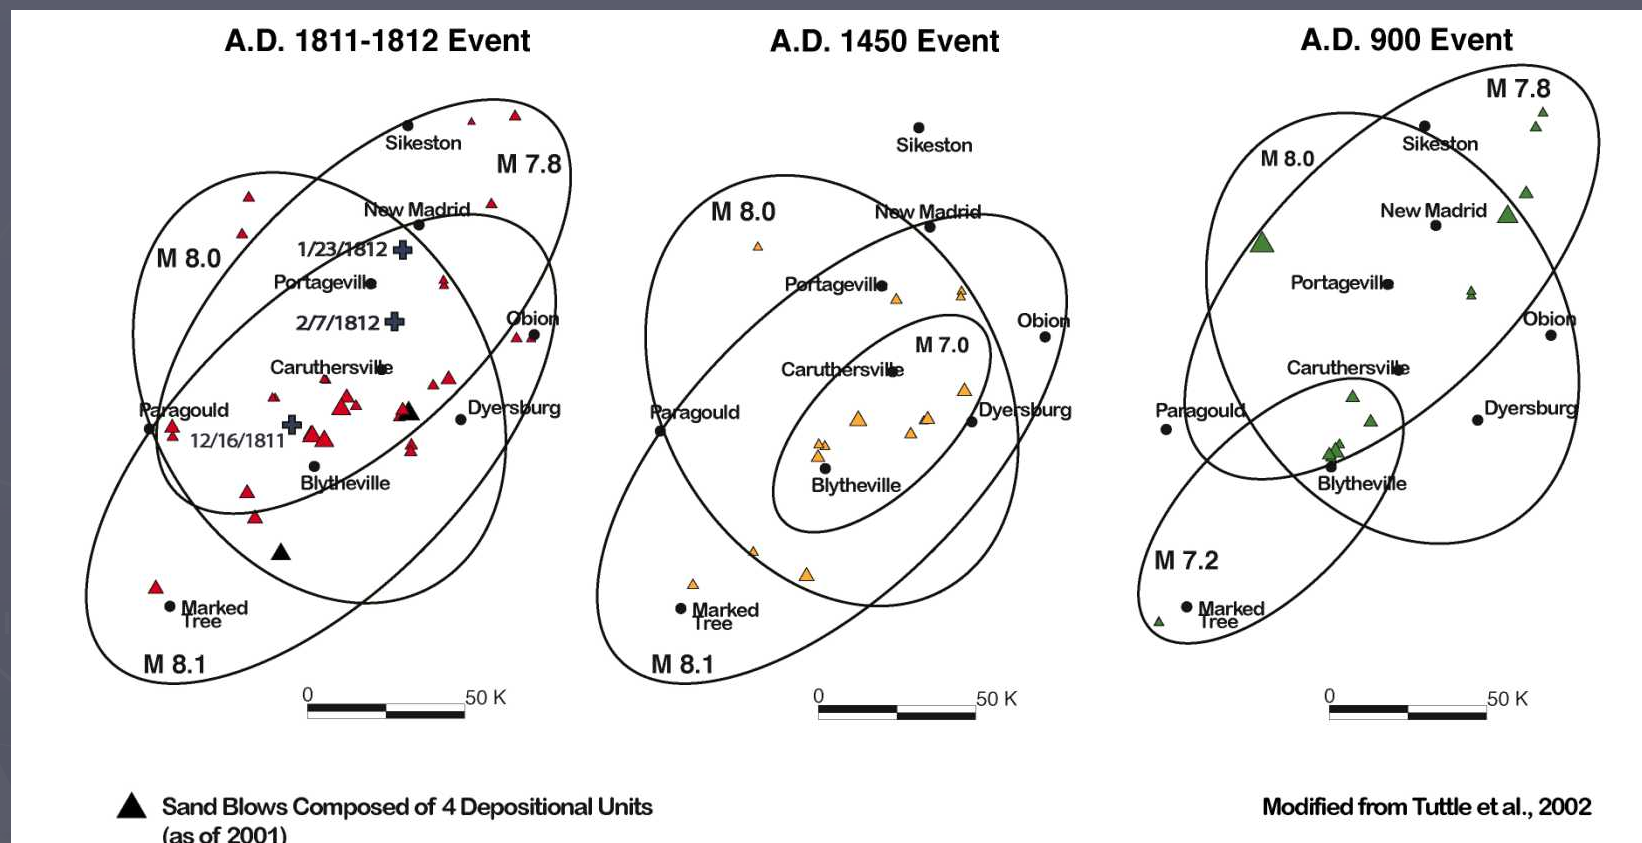 A.D. 1811-1812 Event
Sikeston
M 7.8
New Madrid
M 8.0
1/23/1812
Portageville
2/7/1812
Obion
Caruthersville
Paragould
Dyersburg
12/16/1811
Blytheville
Marked
Tree
M 8.1
0
50 K
A.D. 1450 Event
Sikeston
M 8.0
New Madrid
Portageville
Obion
M 7.0
Caruthersville
Paragould
Dyersburg
Blytheville
Marked
Tree
M 8.1
0
50 K
A.D. 900 Event
M 7.8
Sikeston
M 8.0
New Madrid
Portageville
Obion
Caruthersville
Paragould
Dyersburg
Blytheville
M 7.2
Marked
Tree
0
50 K
Sand Blows Composed of 4 Depositional Units
(as of 2001)
Modified from Tuttle et al., 2002